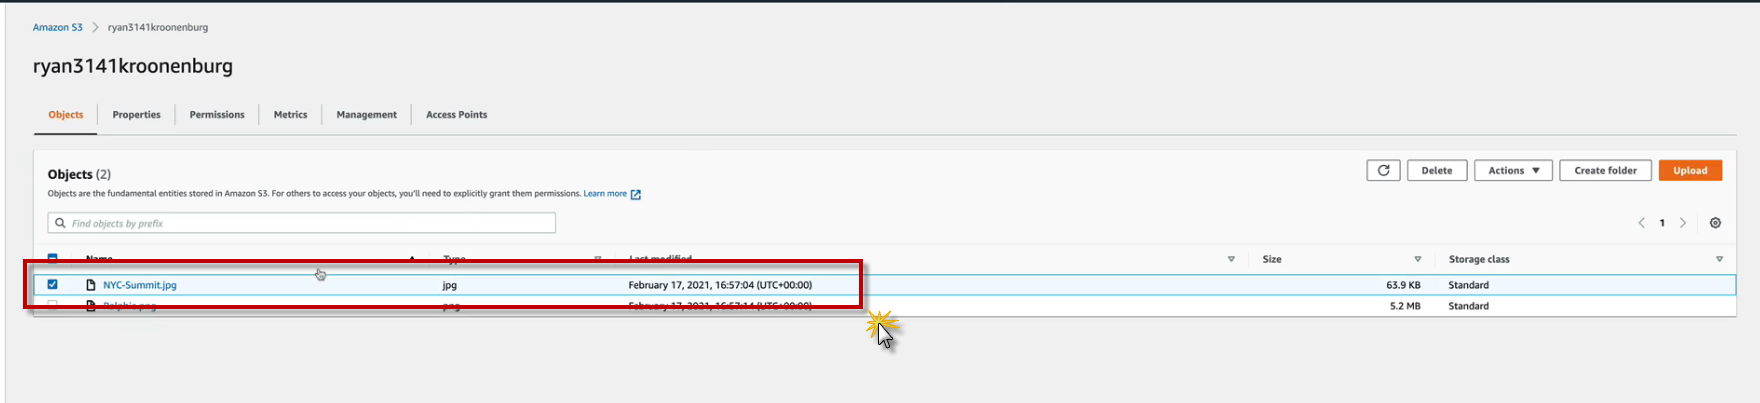 Amazon S3 > ryan3141kroonenburg
ryan3141kroonenburg
Objects Properties Permissions Metrics Management Access Points
Objects (2)
Delete Actions Create folder Upload
Objects are the fundamental entities stored in Amazon S3. For others to access your objects, you'll need to explicitly grant them permissions. Learn more
Find objects by prefix
1
Name Type Last modified Size Storage class
NYC-Summit.jpg jpg February 17, 2021, 16:57:04 (UTC+00:00) 63.9 KB Standard
png February 17, 2021, 16:57:14 (UTC+00:00) 5.2 MB Standard